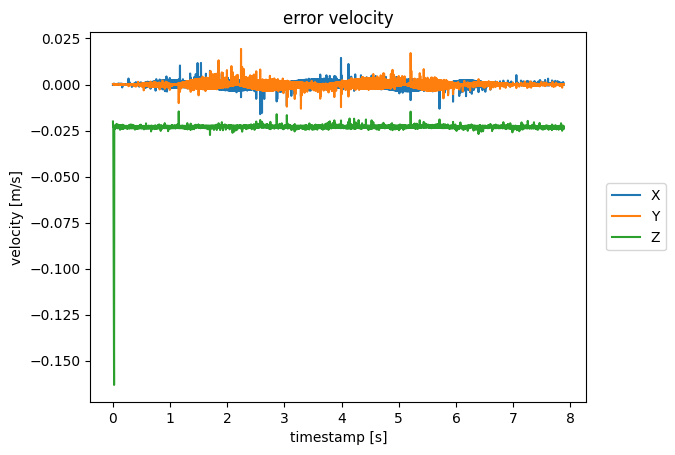 error velocity
velocity [m/s]
0.025
0.000
−0.025
−0.050
−0.075
−0.100
−0.125
−0.150
0 1 2 3 4 5 6 7 8
timestamp [s]
X
Y
Z